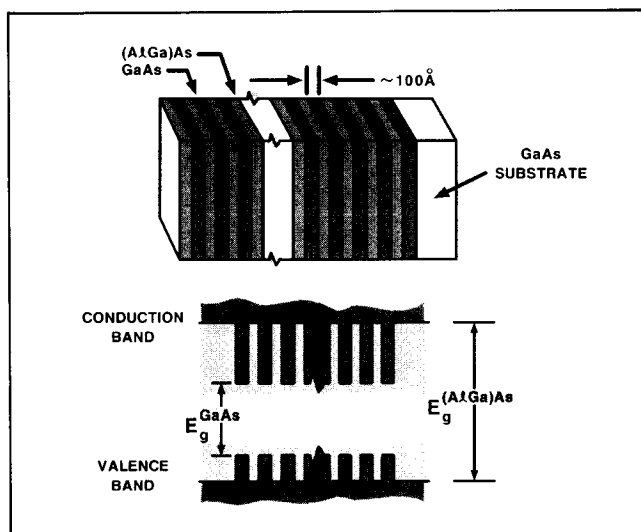 (AlGa)As
GaAs
~100Å
GaAs
SUBSTRATE
CONDUCTION
BAND
E_g^GaAs
E_g^(AlGa)As
VALENCE
BAND